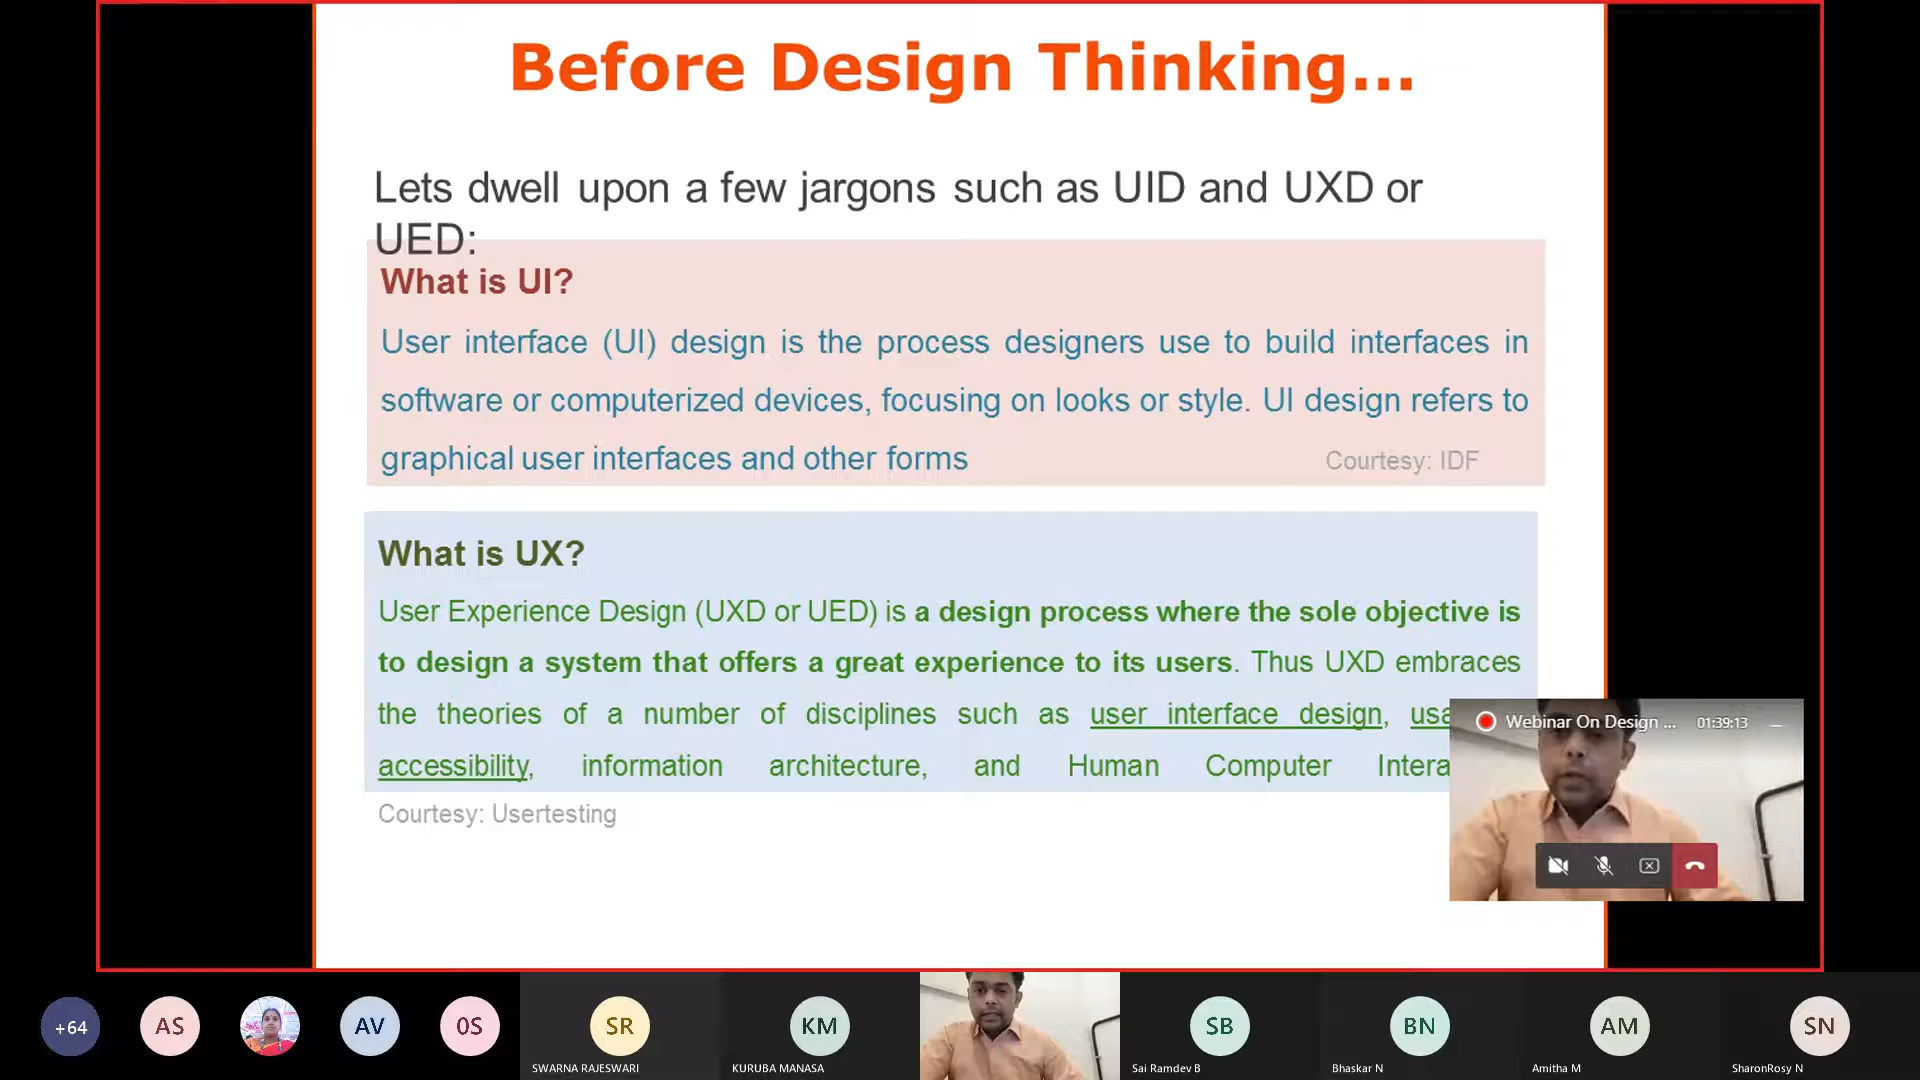 Before Design Thinking...
Lets dwell upon a few jargons such as UID and UXD or
UED:
What is UI?
User interface (UI) design is the process designers use to build interfaces in
software or computerized devices, focusing on looks or style. UI design refers to
graphical user interfaces and other forms
Courtesy: IDF
What is UX?
User Experience Design (UXD or UED) is a design process where the sole objective is
to design a system that offers a great experience to its users. Thus UXD embraces
the theories of a number of disciplines such as user interface design,
accessibility, information architecture, and Human Computer
Courtesy: Usertesting
Webinar On Design ... 01:39:13
+64
AS
AV
0S
SR
SWARNA RAJESWARI
KM
KURUBA MANASA
SB
Sai Ramdev B
BN
Bhaskar N
AM
Amitha M
SN
SharonRosy N